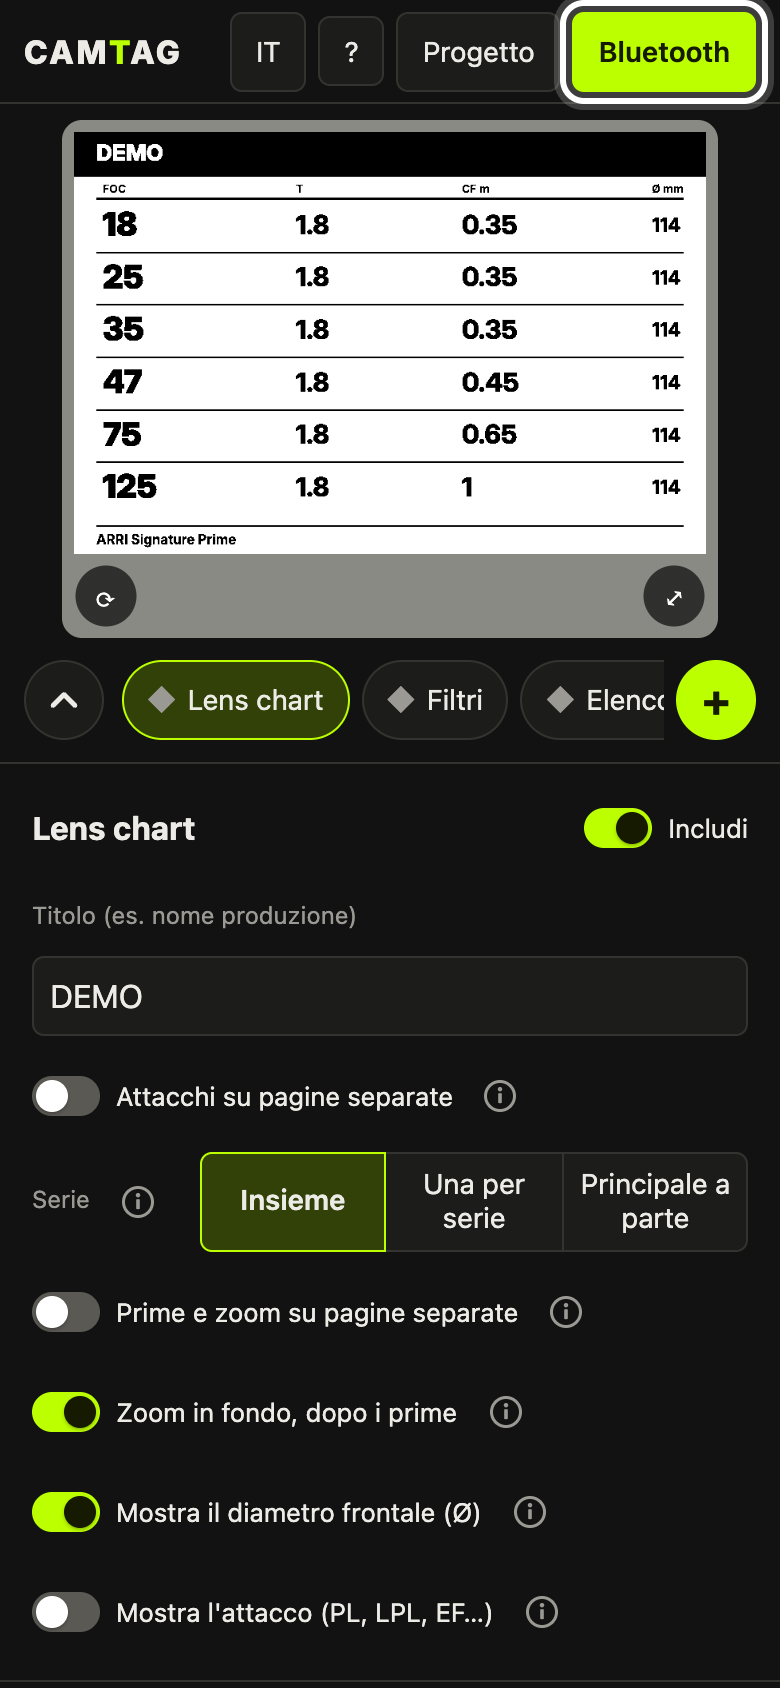 CAMTAG IT ? Progetto Bluetooth
DEMO
FOC T CF m Ø mm
18 1.8 0.35 114
25 1.8 0.35 114
35 1.8 0.35 114
47 1.8 0.45 114
75 1.8 0.65 114
125 1.8 1 114
ARRI Signature Prime
Lens chart Filtri Elenco +
Lens chart Includi
Titolo (es. nome produzione)
DEMO
Attacchi su pagine separate
Serie Insieme Una per serie Principale a parte
Prime e zoom su pagine separate
Zoom in fondo, dopo i prime
Mostra il diametro frontale (Ø)
Mostra l'attacco (PL, LPL, EF...)